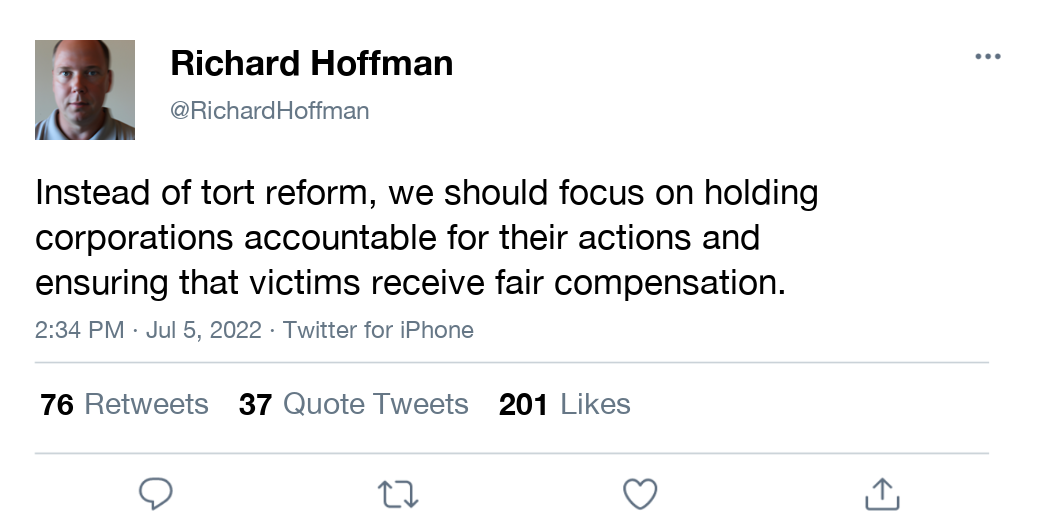 Richard Hoffman
@RichardHoffman
Instead of tort reform, we should focus on holding
corporations accountable for their actions and
ensuring that victims receive fair compensation.
2:34 PM · Jul 5, 2022 · Twitter for iPhone
76 Retweets 37 Quote Tweets 201 Likes